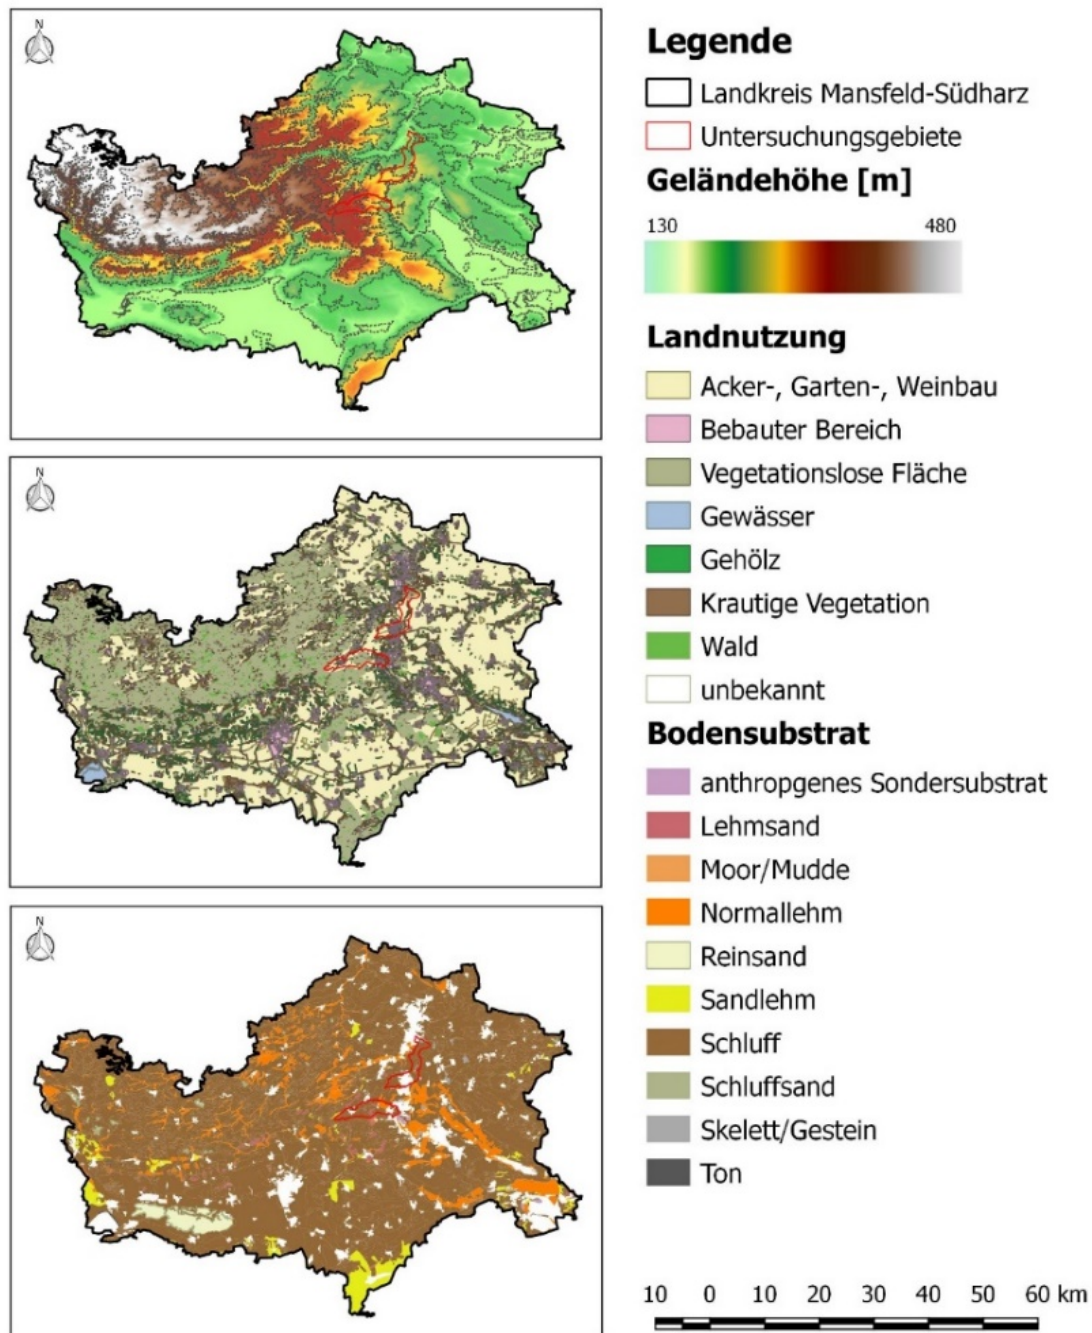 N
N
N
Legende
Landkreis Mansfeld-Südharz
Untersuchungsgebiete
Geländehöhe [m]
130 480
Landnutzung
Acker-, Garten-, Weinbau
Bebauter Bereich
Vegetationslose Fläche
Gewässer
Gehölz
Krautige Vegetation
Wald
unbekannt
Bodensubstrat
anthropgenes Sondersubstrat
Lehmsand
Moor/Mudde
Normallehm
Reinsand
Sandlehm
Schluff
Schluffsand
Skelett/Gestein
Ton
10 0 10 20 30 40 50 60 km